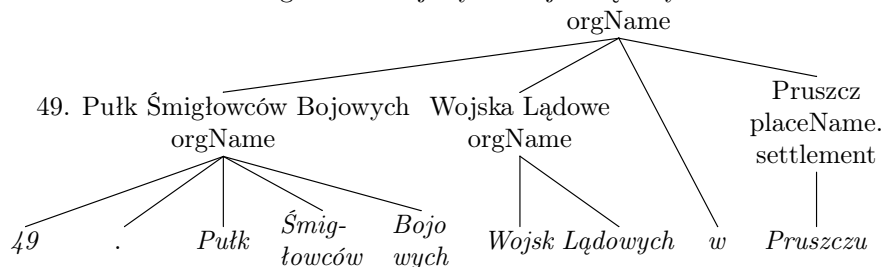 orgName
49. Pułk Śmigłowców Bojowych Wojska Lądowe Pruszcz
orgName orgName placeName.
settlement
49 . Pułk Śmig- Bojo Wojsk Lądowych w Pruszczu
łowców wych